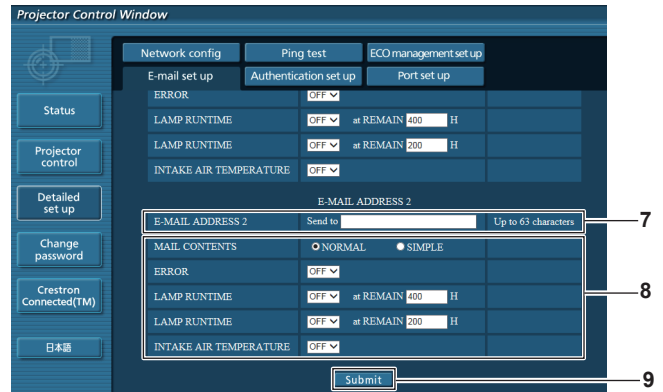 Projector Control Window
Network config Ping test ECO management set up
E-mail set up Authentication set up Port set up
Status
Projector control
Detailed set up
Change password
Crestron Connected(TM)
日本語
ERROR OFF
LAMP RUNTIME OFF at REMAIN 400 H
LAMP RUNTIME OFF at REMAIN 200 H
INTAKE AIR TEMPERATURE OFF
E-MAIL ADDRESS 2
E-MAIL ADDRESS 2 Send to Up to 63 characters 7
MAIL CONTENTS NORMAL SIMPLE
ERROR OFF
LAMP RUNTIME OFF at REMAIN 400 H 8
LAMP RUNTIME OFF at REMAIN 200 H
INTAKE AIR TEMPERATURE OFF
Submit 9